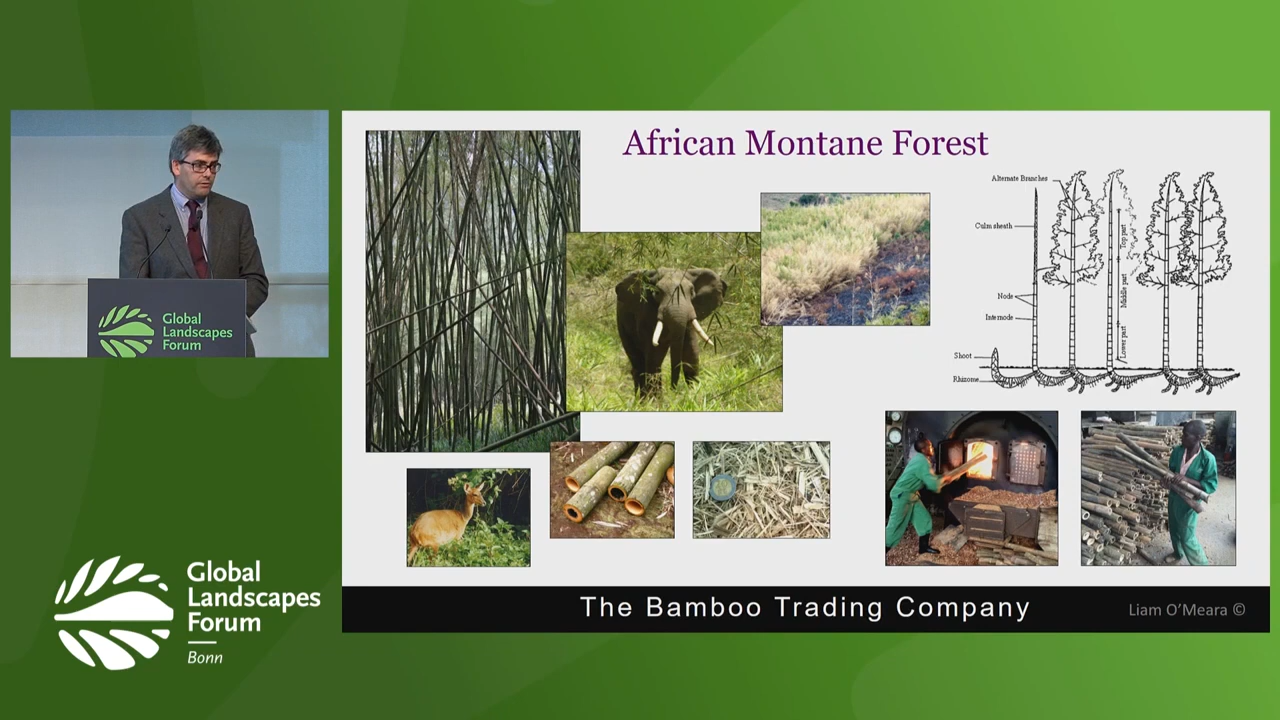 African Montane Forest
Alternate Branches
Culm sheath
Node
Internode
Shoot
Rhizome
Top part
Middle part
Lower part
Global
Landscapes
Forum
Global
Landscapes
Forum
Bonn
The Bamboo Trading Company
Liam O’Meara ©